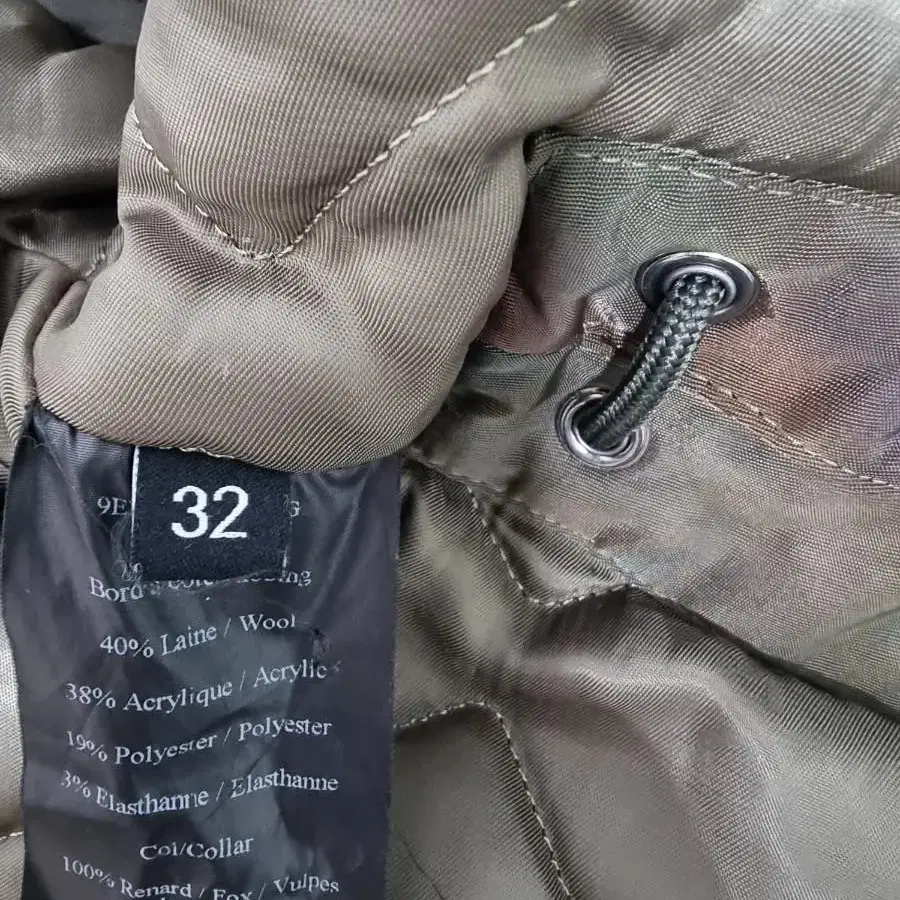 32
40% Laine / Wool
38% Acrylique / Acrylic
19% Polyester / Polyester
3% Elasthanne / Elasthanne
Col/Collar
100% Renard / Fox / Vulpes